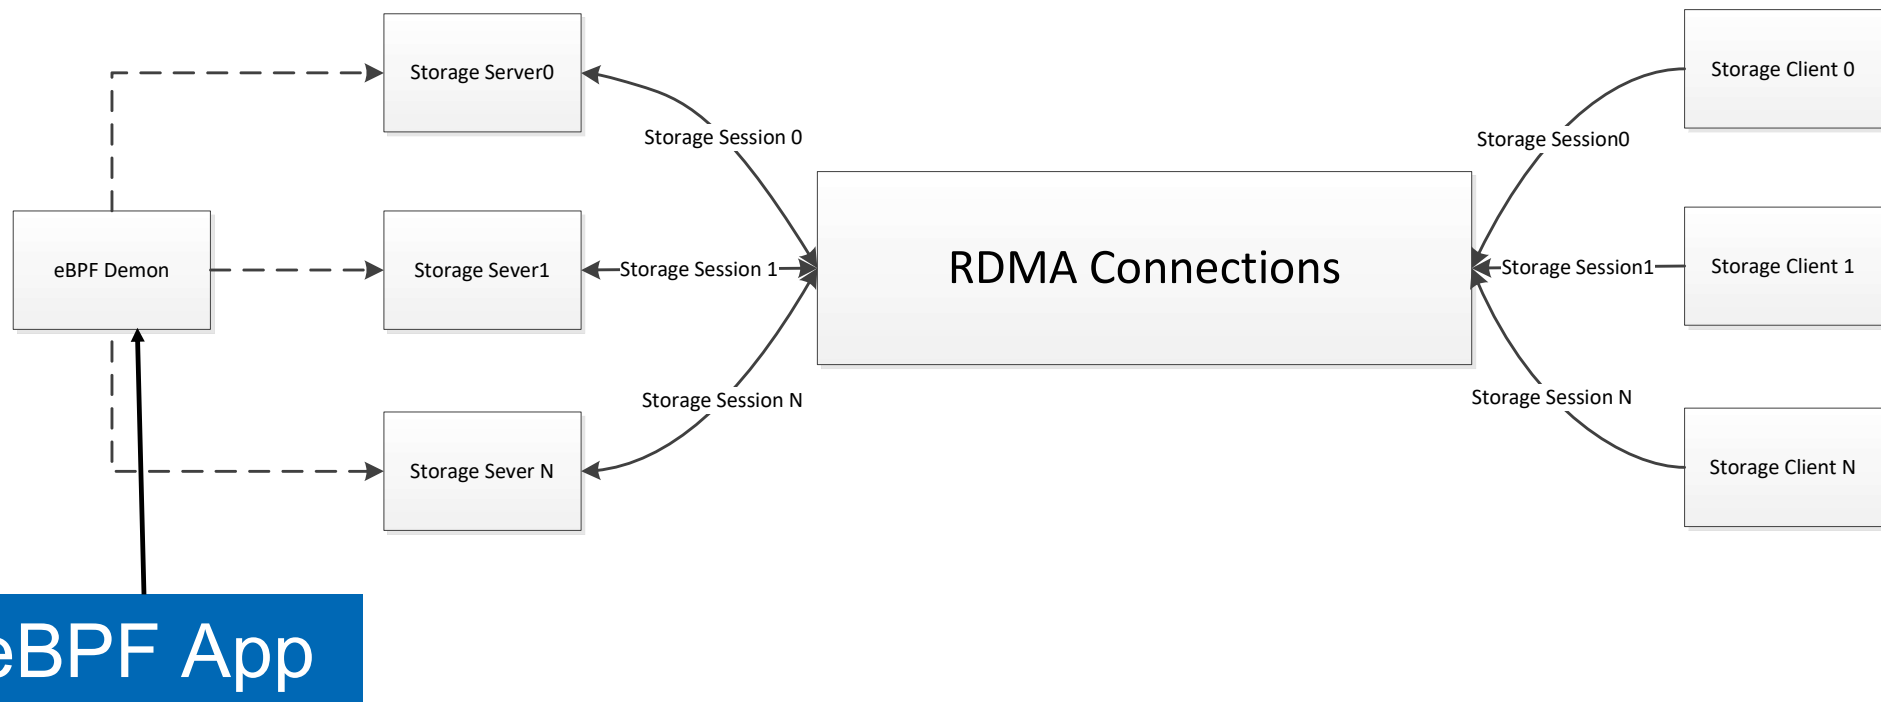 Storage Server0
Storage Client 0
Storage Session 0
Storage Session0
eBPF Demon
Storage Sever1
Storage Session 1
RDMA Connections
Storage Session1
Storage Client 1
Storage Session N
Storage Session N
Storage Sever N
Storage Client N
eBPF App